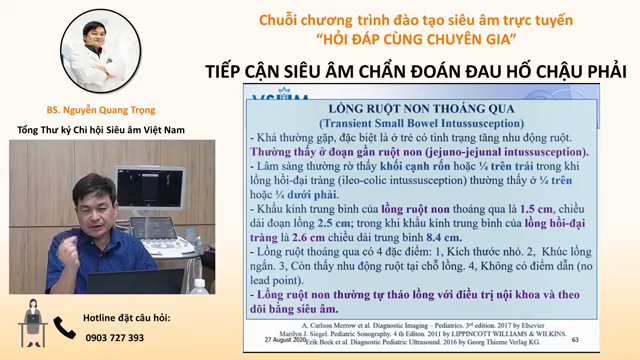 Chuỗi chương trình đào tạo siêu âm trực tuyến
“HỎI ĐÁP CÙNG CHUYÊN GIA”
TIẾP CẬN SIÊU ÂM CHẨN ĐOÁN ĐAU HỐ CHẬU PHẢI
BS. Nguyễn Quang Trọng
Tổng Thư ký Chi hội Siêu âm Việt Nam
LỒNG RUỘT NON THOÁNG QUA
(Transient Small Bowel Intussusception)
- Khá thường gặp, đặc biệt là ở trẻ có tình trạng tăng nhu động ruột.
Thường thấy ở đoạn gần ruột non (jejuno-jejunal intussusception).
- Lâm sàng thường rờ thấy khối cạnh rốn hoặc ¼ trên trái trong khi
lồng hồi-đại tràng (ileo-colic intussusception) thường thấy ở ¼ trên
hoặc ¼ dưới phải.
- Khẩu kính trung bình của lồng ruột non thoáng qua là 1.5 cm, chiều
dài đoạn lồng 2.5 cm; trong khi khẩu kính trung bình của lồng hồi-đại
tràng là 2.6 cm chiều dài trung bình 8.4 cm.
- Lồng ruột thoáng qua có 4 đặc điểm: 1, Kích thước nhỏ. 2, Khúc lồng
ngắn. 3, Còn thấy nhu động ruột tại chỗ lồng. 4, Không có điểm dẫn (no
lead point).
- Lồng ruột non thường tự tháo lồng với điều trị nội khoa và theo
dõi bằng siêu âm.
A. Carlson Merrow et al. Diagnostic Imaging – Pediatrics. 3rd edition. 2017 by Elsevier
Marilyn J. Siegel. Pediatric Sonography. 4 th Editon. 2011 by LIPPINCOTT WILLIAMS & WILKINS.
Erik Beek et al. Diagnostic Pediatric Ultrasound. 2016 by Georg Thieme Verlag KG.
27 August 2020
63
Hotline đặt câu hỏi:
0903 727 393